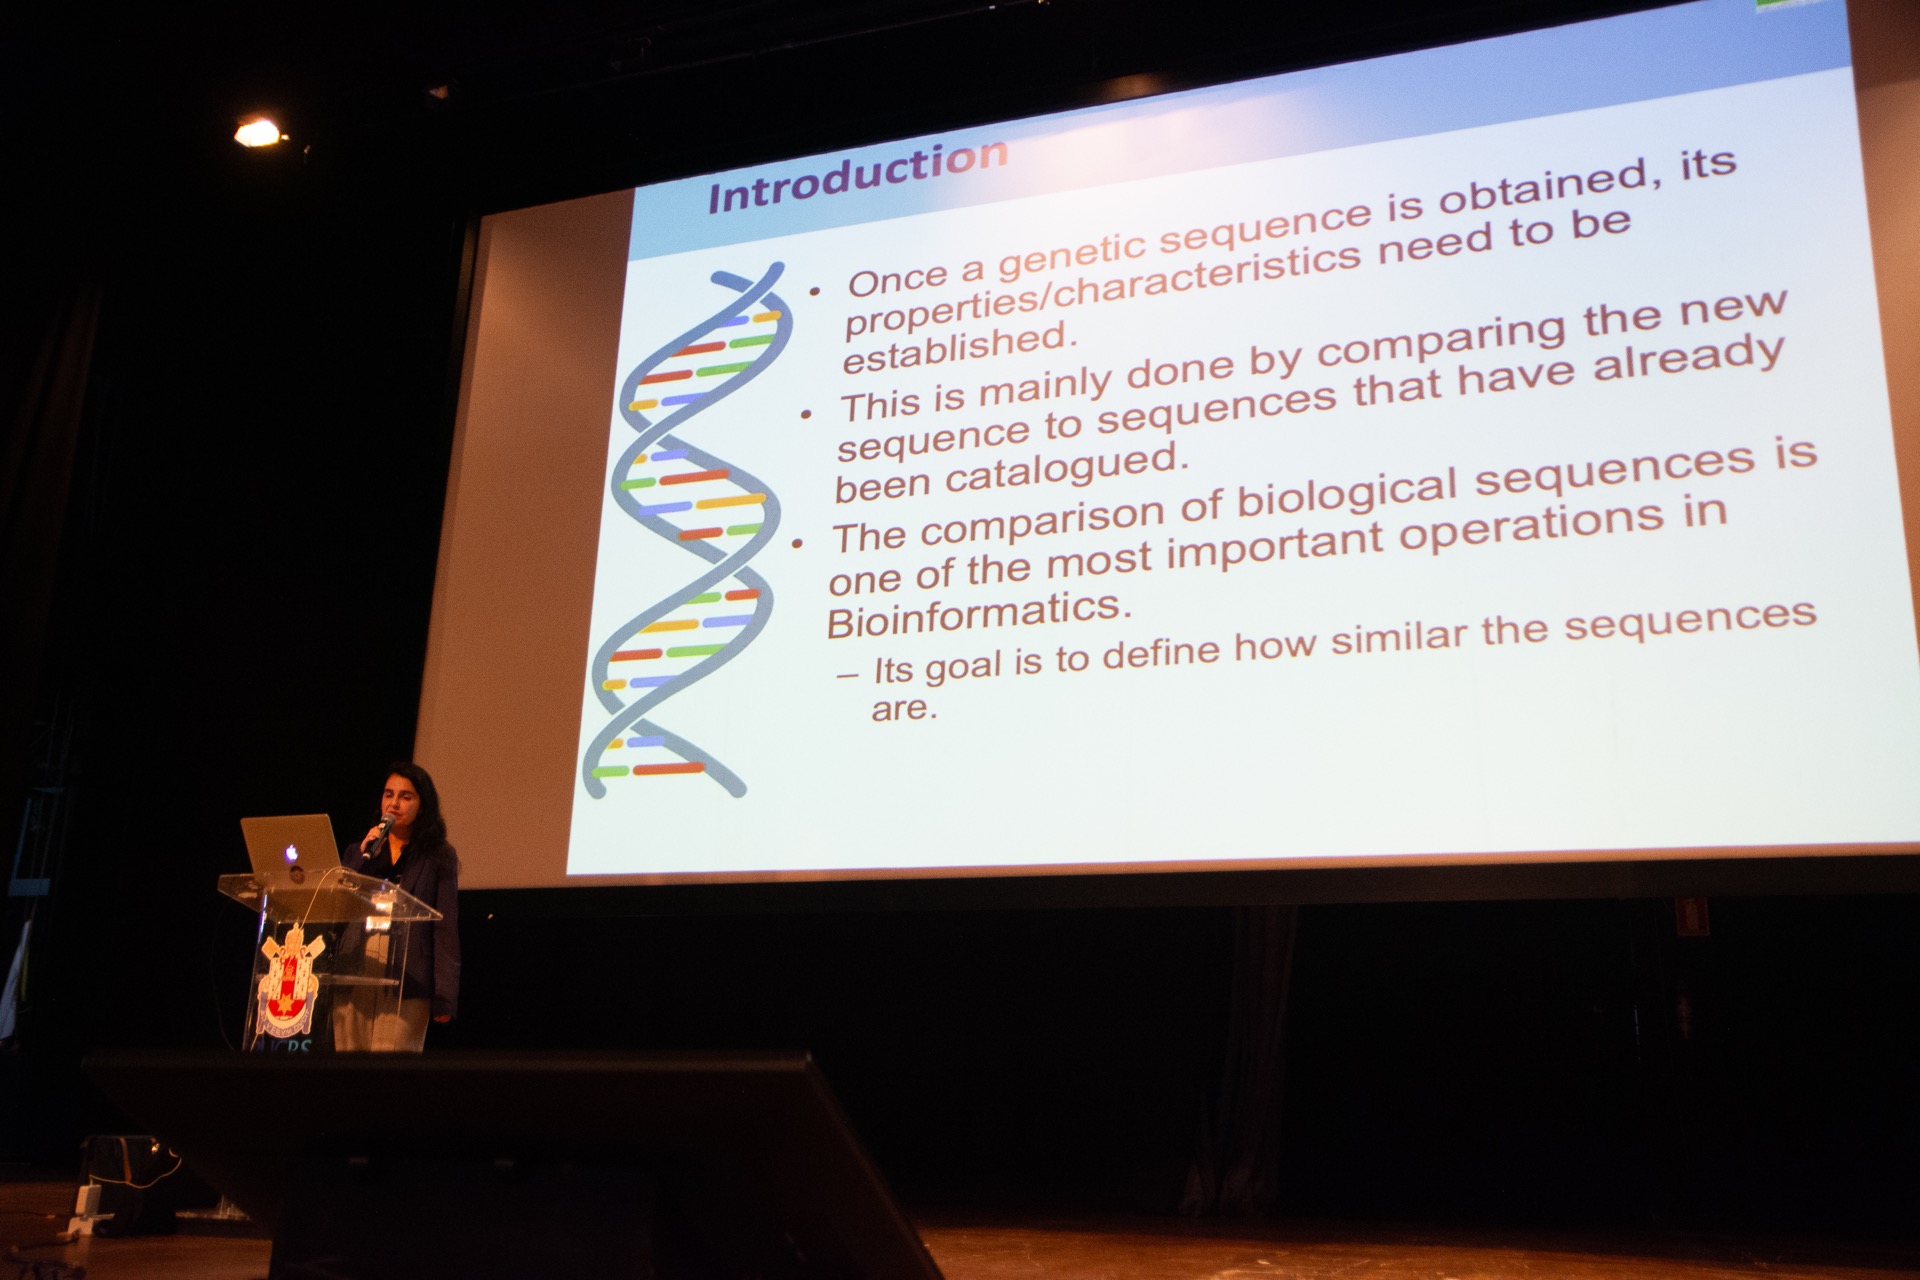 Introduction
• Once a genetic sequence is obtained, its
properties/characteristics need to be
established.
• This is mainly done by comparing the new
sequence to sequences that have already
been catalogued.
• The comparison of biological sequences is
one of the most important operations in
Bioinformatics.
– Its goal is to define how similar the sequences
are.